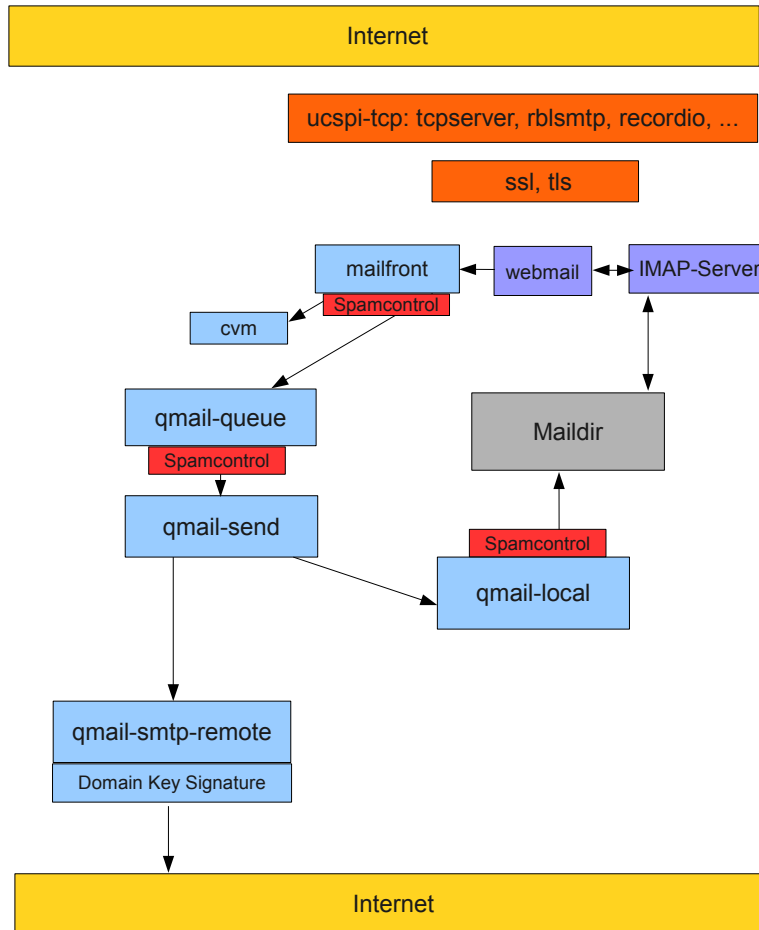 Internet
ucspi-tcp: tcpserver, rblsmtp, recordio, ...
ssl, tls
mailfront
webmail
IMAP-Server
Spamcontrol
cvm
qmail-queue
Maildir
Spamcontrol
qmail-send
Spamcontrol
qmail-local
qmail-smtp-remote
Domain Key Signature
Internet